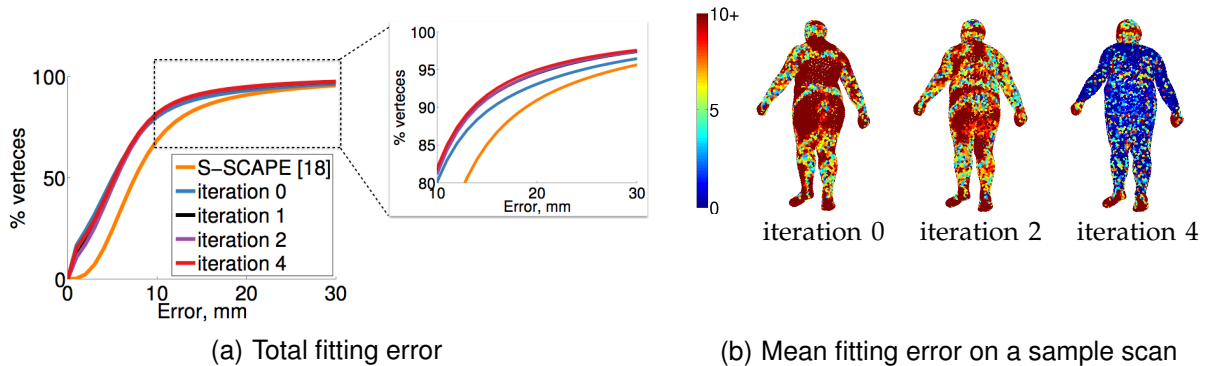 100
50
0
% verteces
0
10
20
30
Error, mm
S-SCAPE [18]
iteration 0
iteration 1
iteration 2
iteration 4
100
95
90
85
80
% verteces
10
20
30
Error, mm
(a) Total fitting error
10+
5
0
iteration 0
iteration 2
iteration 4
(b) Mean fitting error on a sample scan